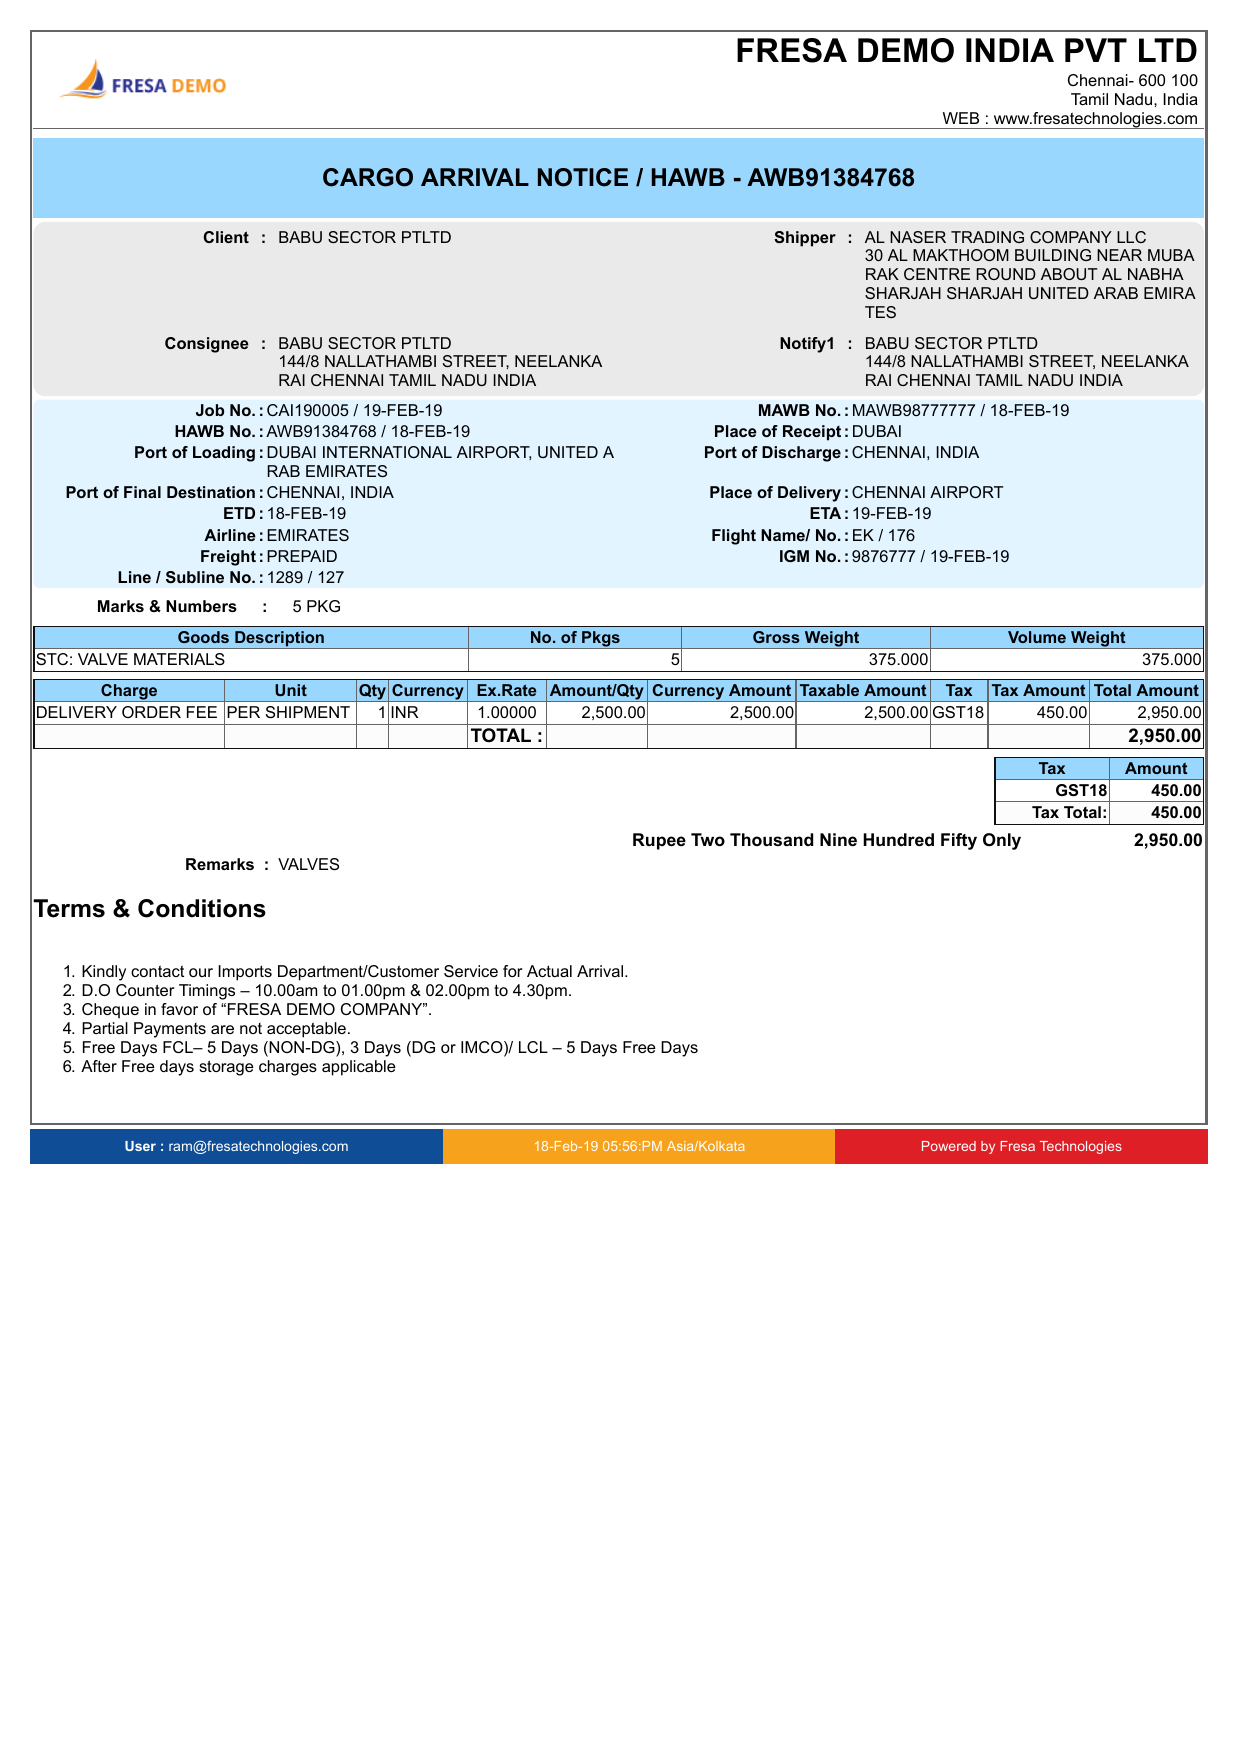 FRESA DEMO
FRESA DEMO INDIA PVT LTD
Chennai- 600 100
Tamil Nadu, India
WEB : www.fresatechnologies.com
CARGO ARRIVAL NOTICE / HAWB - AWB91384768
Client : BABU SECTOR PTLTD
Shipper : AL NASER TRADING COMPANY LLC
30 AL MAKTHOOM BUILDING NEAR MUBA
RAK CENTRE ROUND ABOUT AL NABHA
SHARJAH SHARJAH UNITED ARAB EMIRA
TES
Consignee : BABU SECTOR PTLTD
144/8 NALLATHAMBI STREET, NEELANKA
RAI CHENNAI TAMIL NADU INDIA
Notify1 : BABU SECTOR PTLTD
144/8 NALLATHAMBI STREET, NEELANKA
RAI CHENNAI TAMIL NADU INDIA
Job No. : CAI190005 / 19-FEB-19 MAWB No. : MAWB98777777 / 18-FEB-19
HAWB No. : AWB91384768 / 18-FEB-19 Place of Receipt : DUBAI
Port of Loading : DUBAI INTERNATIONAL AIRPORT, UNITED A Port of Discharge : CHENNAI, INDIA
RAB EMIRATES
Port of Final Destination : CHENNAI, INDIA Place of Delivery : CHENNAI AIRPORT
ETD : 18-FEB-19 ETA : 19-FEB-19
Airline : EMIRATES Flight Name/ No. : EK / 176
Freight : PREPAID IGM No. : 9876777 / 19-FEB-19
Line / Subline No. : 1289 / 127
Marks & Numbers : 5 PKG
Goods Description No. of Pkgs Gross Weight Volume Weight
STC: VALVE MATERIALS 5 375.000 375.000
Charge Unit Qty Currency Ex.Rate Amount/Qty Currency Amount Taxable Amount Tax Tax Amount Total Amount
DELIVERY ORDER FEE PER SHIPMENT 1 INR 1.00000 2,500.00 2,500.00 2,500.00 GST18 450.00 2,950.00
TOTAL : 2,950.00
Tax Amount
GST18 450.00
Tax Total: 450.00
Rupee Two Thousand Nine Hundred Fifty Only 2,950.00
Remarks : VALVES
Terms & Conditions
1. Kindly contact our Imports Department/Customer Service for Actual Arrival.
2. D.O Counter Timings – 10.00am to 01.00pm & 02.00pm to 4.30pm.
3. Cheque in favor of “FRESA DEMO COMPANY”.
4. Partial Payments are not acceptable.
5. Free Days FCL– 5 Days (NON-DG), 3 Days (DG or IMCO)/ LCL – 5 Days Free Days
6. After Free days storage charges applicable
User : ram@fresatechnologies.com 18-Feb-19 05:56:PM Asia/Kolkata Powered by Fresa Technologies